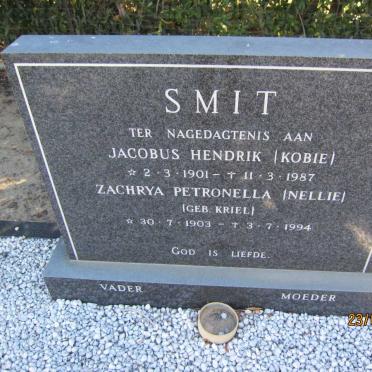 SMIT
TER NAGEDAGTENIS AAN
JACOBUS HENDRIK (KOBIE)
☆ 2·3·1901 – ✝ 11·3·1987
ZACHRYA PETRONELLA (NELLIE)
(GEB. KRIEL)
☆ 30·7·1903 – ✝ 3·7·1994
GOD IS LIEFDE.
VADER MOEDER